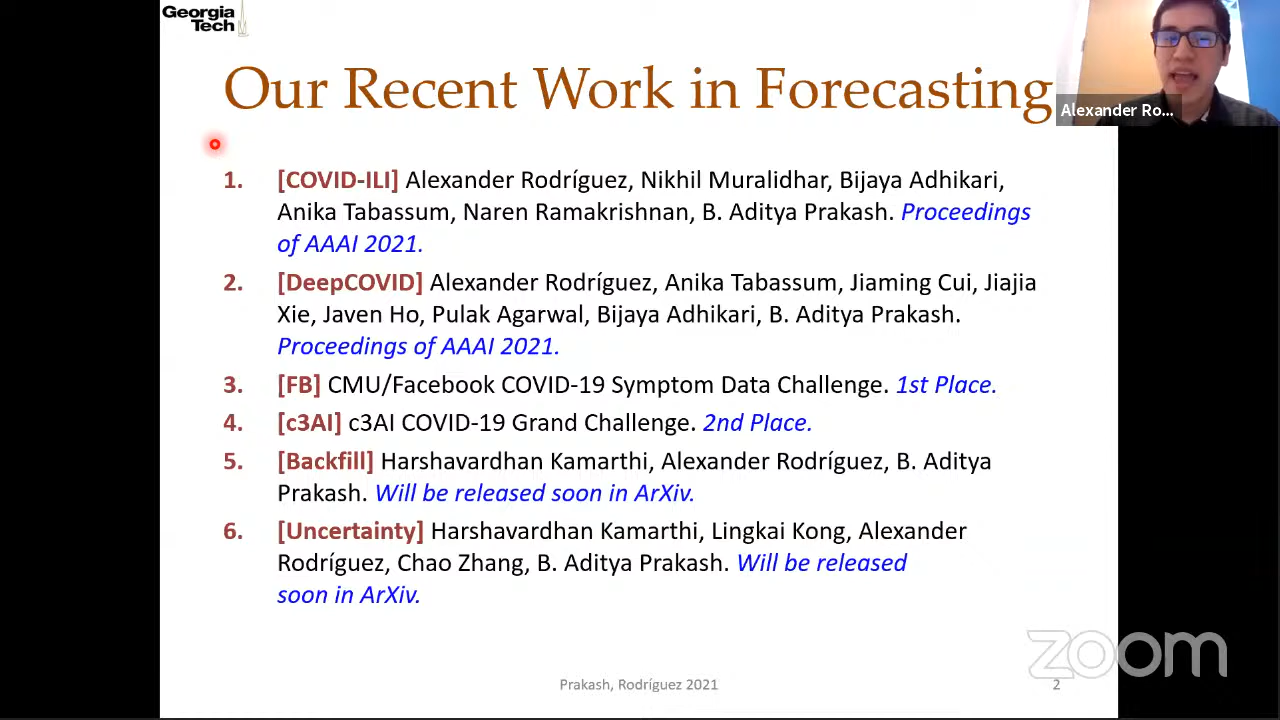 Georgia
Tech
Our Recent Work in Forecasting
Alexander Ro...
1. [COVID-ILI] Alexander Rodríguez, Nikhil Muralidhar, Bijaya Adhikari,
Anika Tabassum, Naren Ramakrishnan, B. Aditya Prakash. Proceedings
of AAAI 2021.
2. [DeepCOVID] Alexander Rodríguez, Anika Tabassum, Jiaming Cui, Jiajia
Xie, Javen Ho, Pulak Agarwal, Bijaya Adhikari, B. Aditya Prakash.
Proceedings of AAAI 2021.
3. [FB] CMU/Facebook COVID-19 Symptom Data Challenge. 1st Place.
4. [c3AI] c3AI COVID-19 Grand Challenge. 2nd Place.
5. [Backfill] Harshavardhan Kamarthi, Alexander Rodríguez, B. Aditya
Prakash. Will be released soon in ArXiv.
6. [Uncertainty] Harshavardhan Kamarthi, Lingkai Kong, Alexander
Rodríguez, Chao Zhang, B. Aditya Prakash. Will be released
soon in ArXiv.
zoom
Prakash, Rodríguez 2021
2